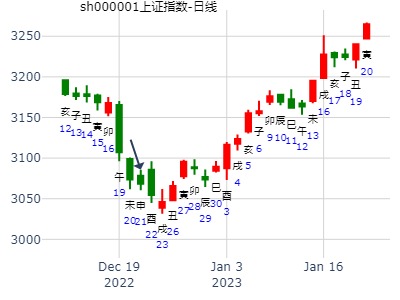 sh000001上证指数-日线
3250
3200
3150
3100
3050
3000
亥
12
子
13
丑
14
寅
15
卯
16
午
19
未
20
申
21
酉
22
戌
23
丑
26
寅
27
卯
28
辰
29
巳
30
酉
3
戌
4
亥
5
子
6
卯
9
辰
10
巳
11
午
12
未
13
戌
16
亥
17
子
18
丑
19
寅
20
Dec 19
2022
Jan 3
2023
Jan 16